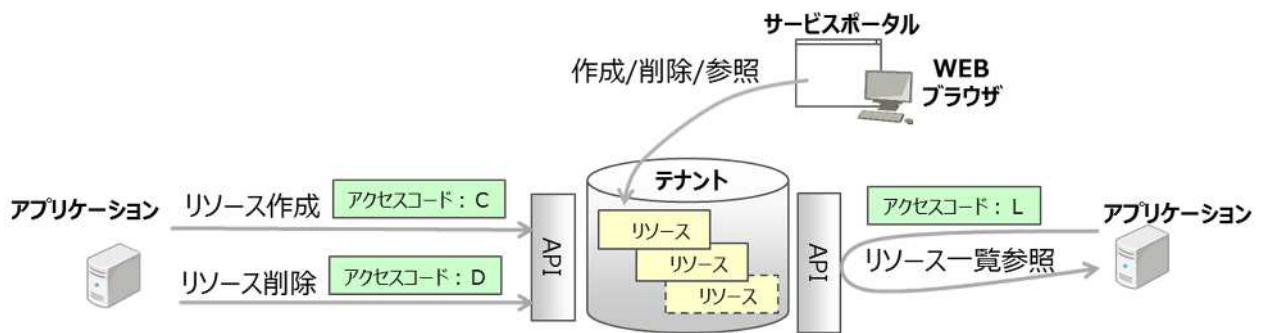 サービスポータル
作成/削除/参照
WEB
ブラウザ
アプリケーション
リソース作成
アクセスコード：C
リソース削除
アクセスコード：D
API
テナント
リソース
リソース
リソース
API
アクセスコード：L
リソース一覧参照
アプリケーション